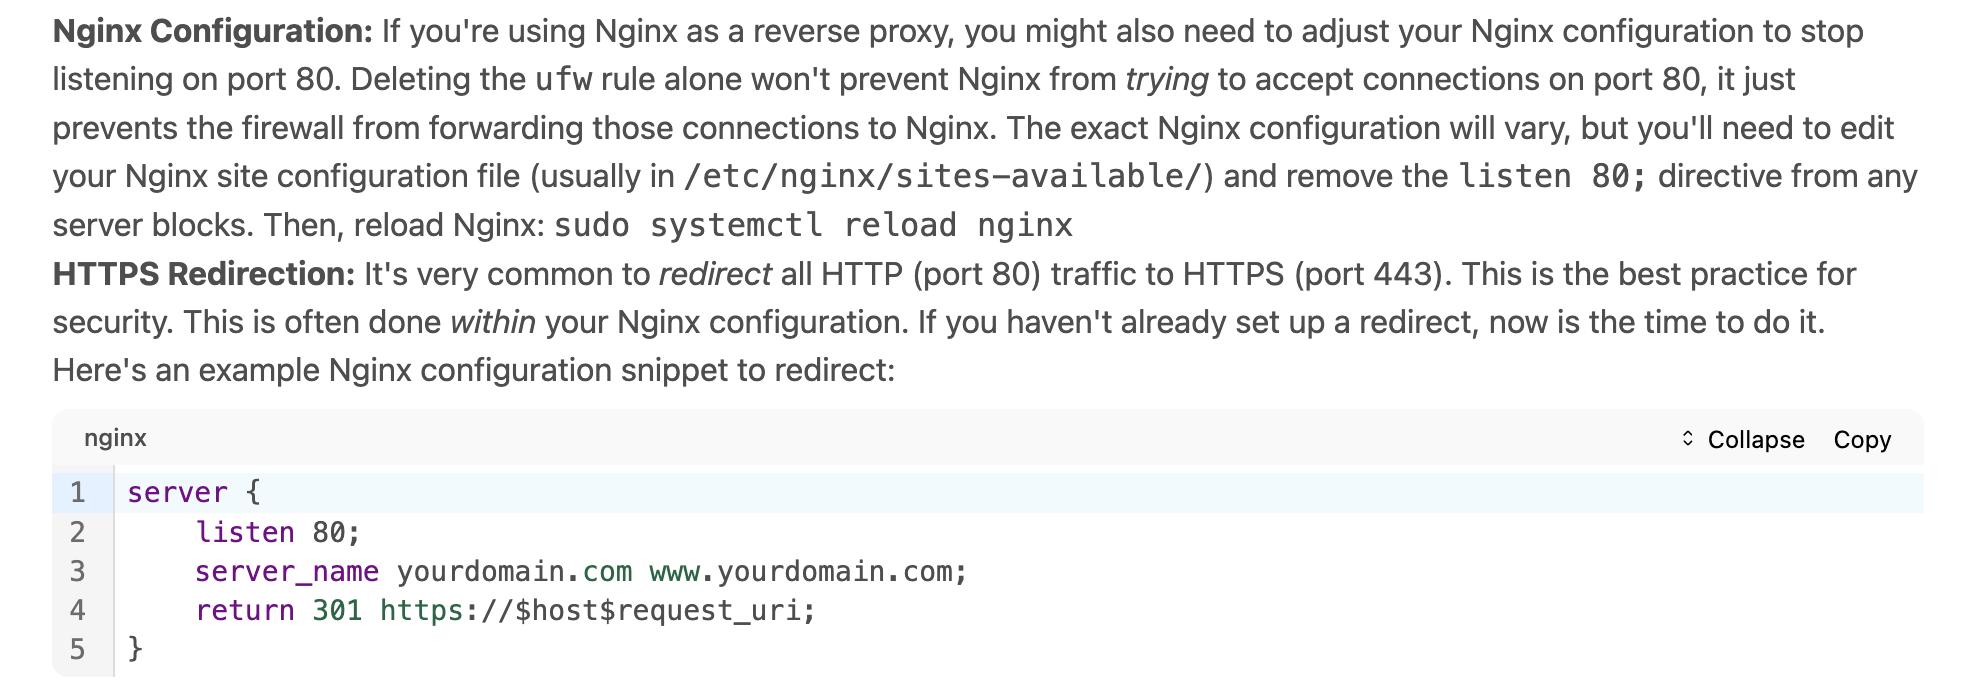 Nginx Configuration: If you're using Nginx as a reverse proxy, you might also need to adjust your Nginx configuration to stop
listening on port 80. Deleting the ufw rule alone won't prevent Nginx from trying to accept connections on port 80, it just
prevents the firewall from forwarding those connections to Nginx. The exact Nginx configuration will vary, but you'll need to edit
your Nginx site configuration file (usually in /etc/nginx/sites-available/) and remove the listen 80; directive from any
server blocks. Then, reload Nginx: sudo systemctl reload nginx
HTTPS Redirection: It's very common to redirect all HTTP (port 80) traffic to HTTPS (port 443). This is the best practice for
security. This is often done within your Nginx configuration. If you haven't already set up a redirect, now is the time to do it.
Here's an example Nginx configuration snippet to redirect:
nginx Collapse Copy
1 server {
2     listen 80;
3     server_name yourdomain.com www.yourdomain.com;
4     return 301 https://$host$request_uri;
5 }